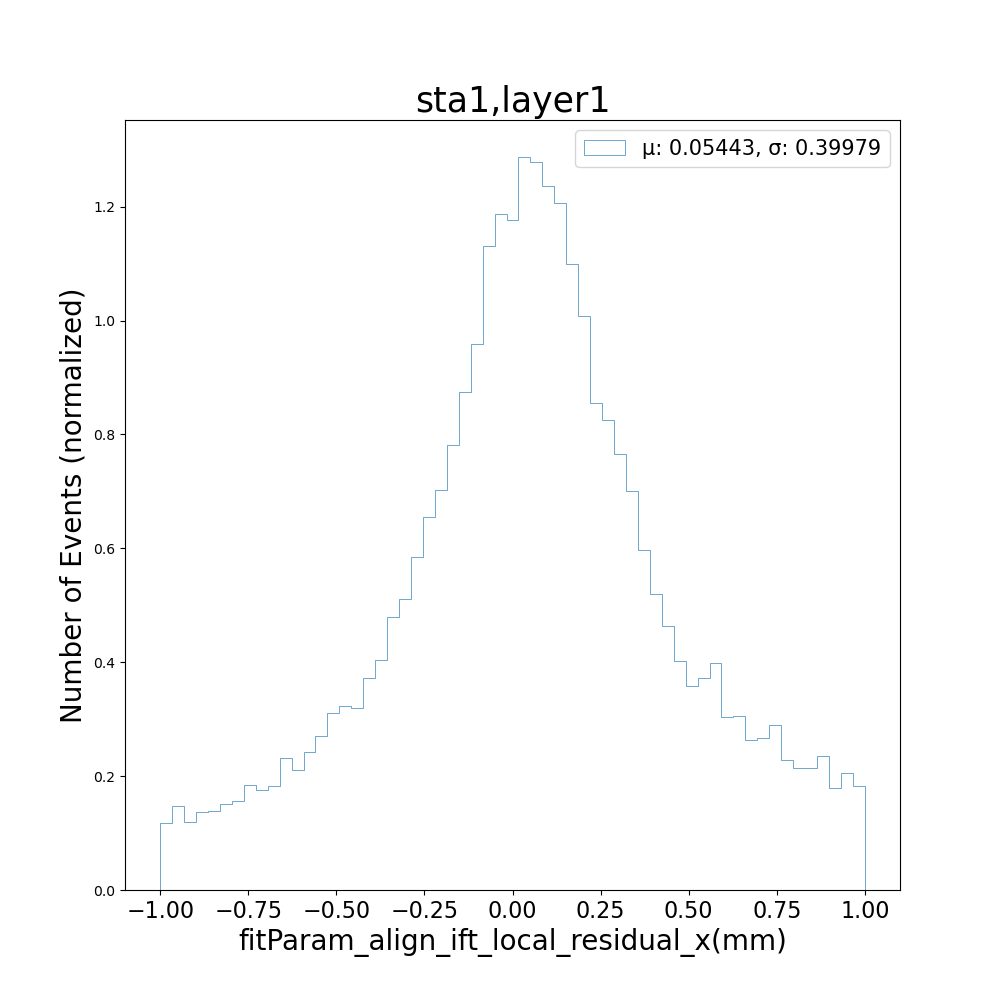 sta1,layer1
μ: 0.05443, σ: 0.39979
Number of Events (normalized)
1.2
1.0
0.8
0.6
0.4
0.2
0.0
−1.00 −0.75 −0.50 −0.25 0.00 0.25 0.50 0.75 1.00
fitParam_align_ift_local_residual_x(mm)